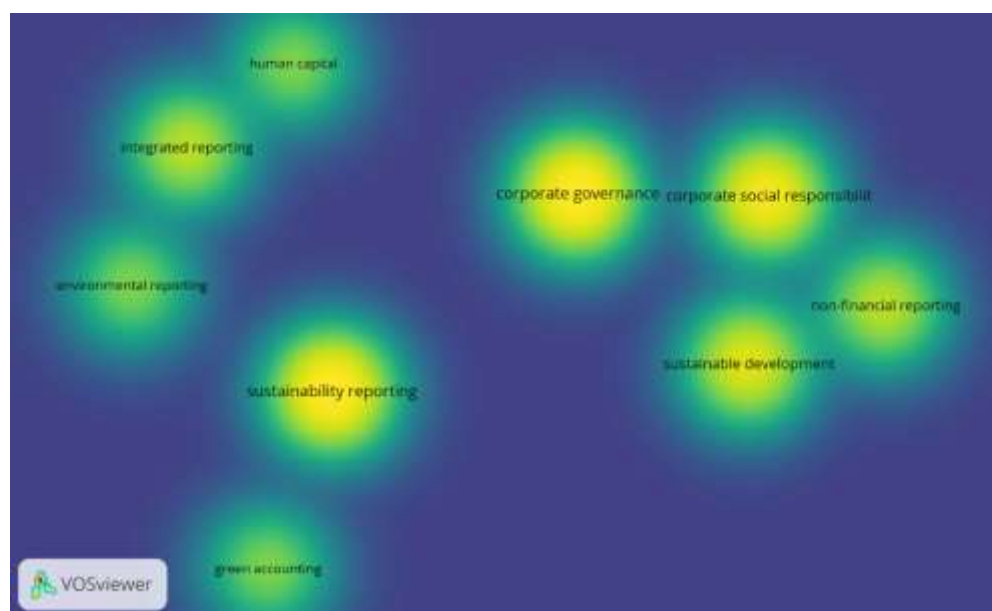 human capital
integrated reporting
corporate governance
corporate social responsibilit
environmental reporting
non-financial reporting
sustainable development
sustainability reporting
green accounting
VOSviewer